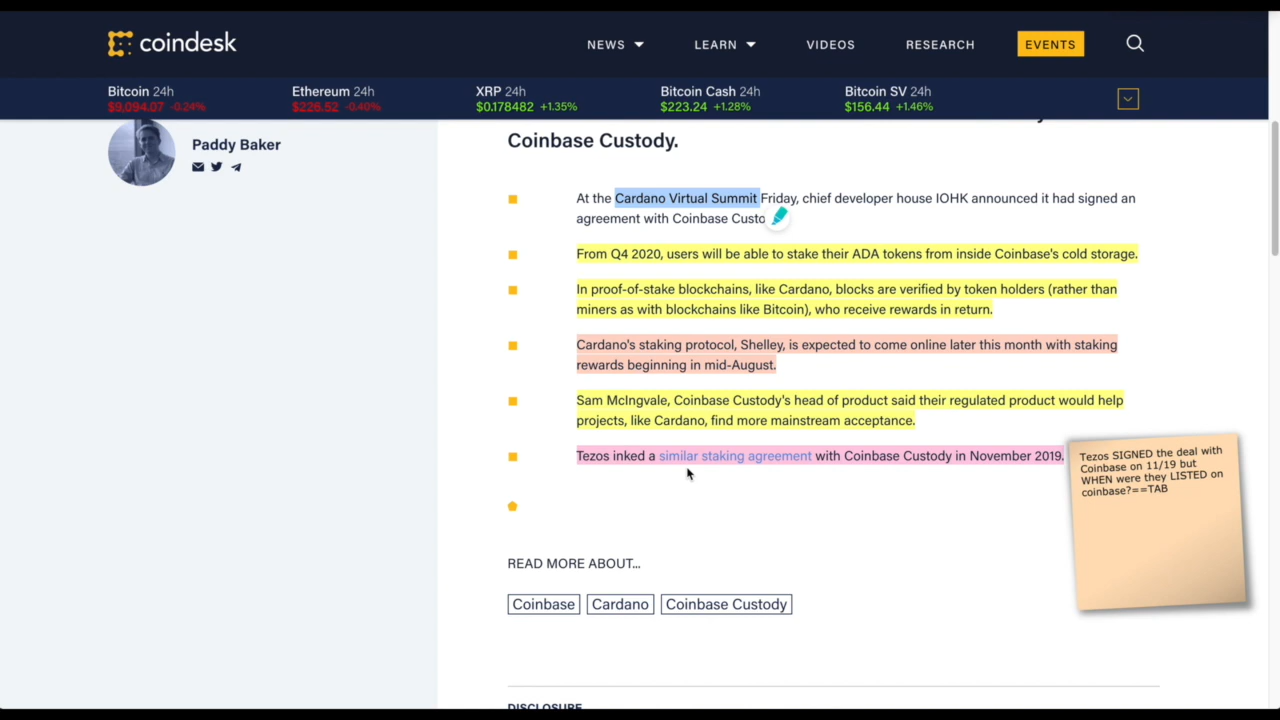 coindesk
NEWS
LEARN
VIDEOS
RESEARCH
EVENTS
Bitcoin 24h
$9,094.07 -0.24%
Ethereum 24h
$226.52 -0.40%
XRP 24h
$0.178482 +1.35%
Bitcoin Cash 24h
$223.24 +1.28%
Bitcoin SV 24h
$156.44 +1.46%
Paddy Baker
Coinbase Custody.
At the Cardano Virtual Summit Friday, chief developer house IOHK announced it had signed an
agreement with Coinbase Custo
From Q4 2020, users will be able to stake their ADA tokens from inside Coinbase's cold storage.
In proof-of-stake blockchains, like Cardano, blocks are verified by token holders (rather than
miners as with blockchains like Bitcoin), who receive rewards in return.
Cardano's staking protocol, Shelley, is expected to come online later this month with staking
rewards beginning in mid-August.
Sam McIngvale, Coinbase Custody's head of product said their regulated product would help
projects, like Cardano, find more mainstream acceptance.
Tezos inked a similar staking agreement with Coinbase Custody in November 2019.
Tezos SIGNED the deal with
Coinbase on 11/19 but
WHEN were they LISTED on
coinbase?==TAB
READ MORE ABOUT...
Coinbase
Cardano
Coinbase Custody
DISCLOSURE